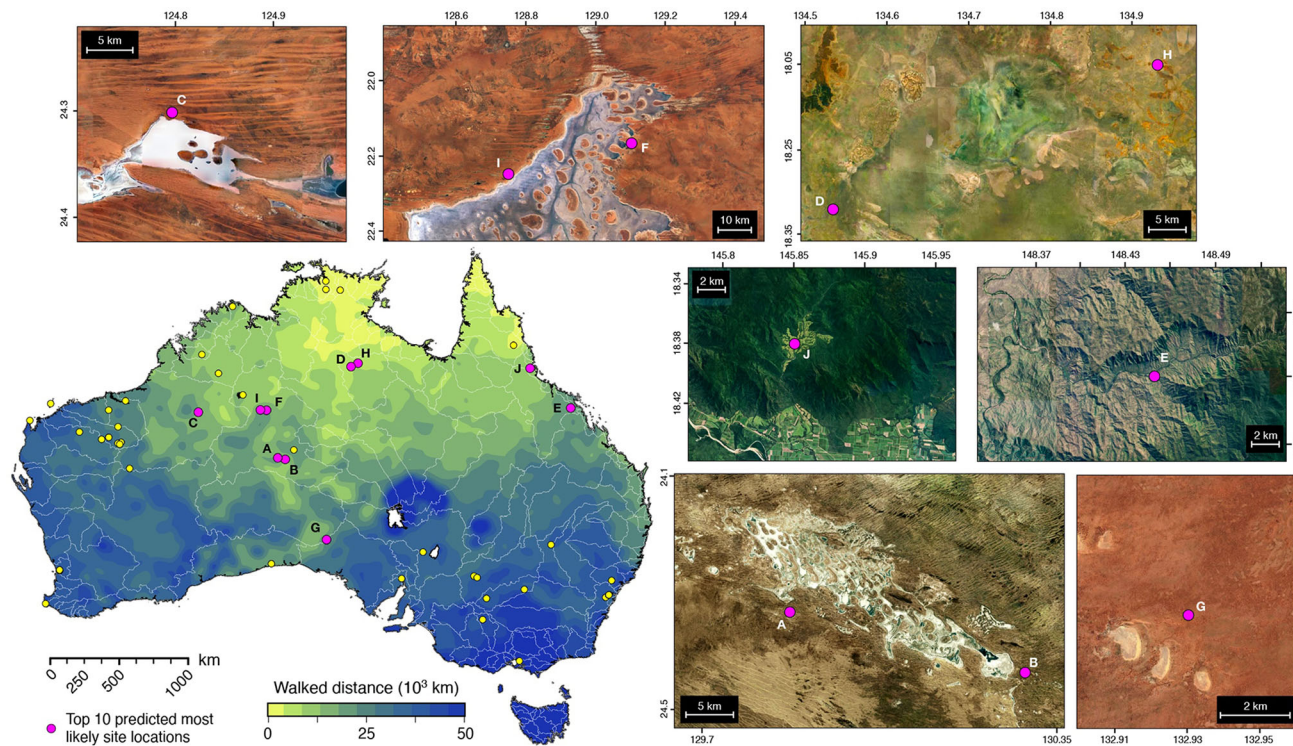 124.8 124.9
5 km
C
24.3
24.4
128.6 128.8 129.0 129.2 129.4
22.0
22.2
22.4
I
F
10 km
134.5 134.6 134.7 134.8 134.9
18.05
18.25
18.35
H
D
5 km
D H
J
I F
C
E
A
B
G
km
0 250 500 1000
Top 10 predicted most
likely site locations
Walked distance (10³ km)
0 25 50
145.8 145.85 145.9 145.95
2 km
18.34
18.38
18.42
J
148.37 148.43 148.49
E
2 km
24.1
24.5
A
B
5 km
129.7 130.35
G
2 km
132.91 132.93 132.95